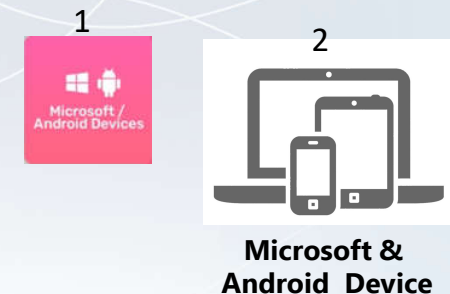 1
Microsoft /
Android Devices
2
Microsoft &
Android Device